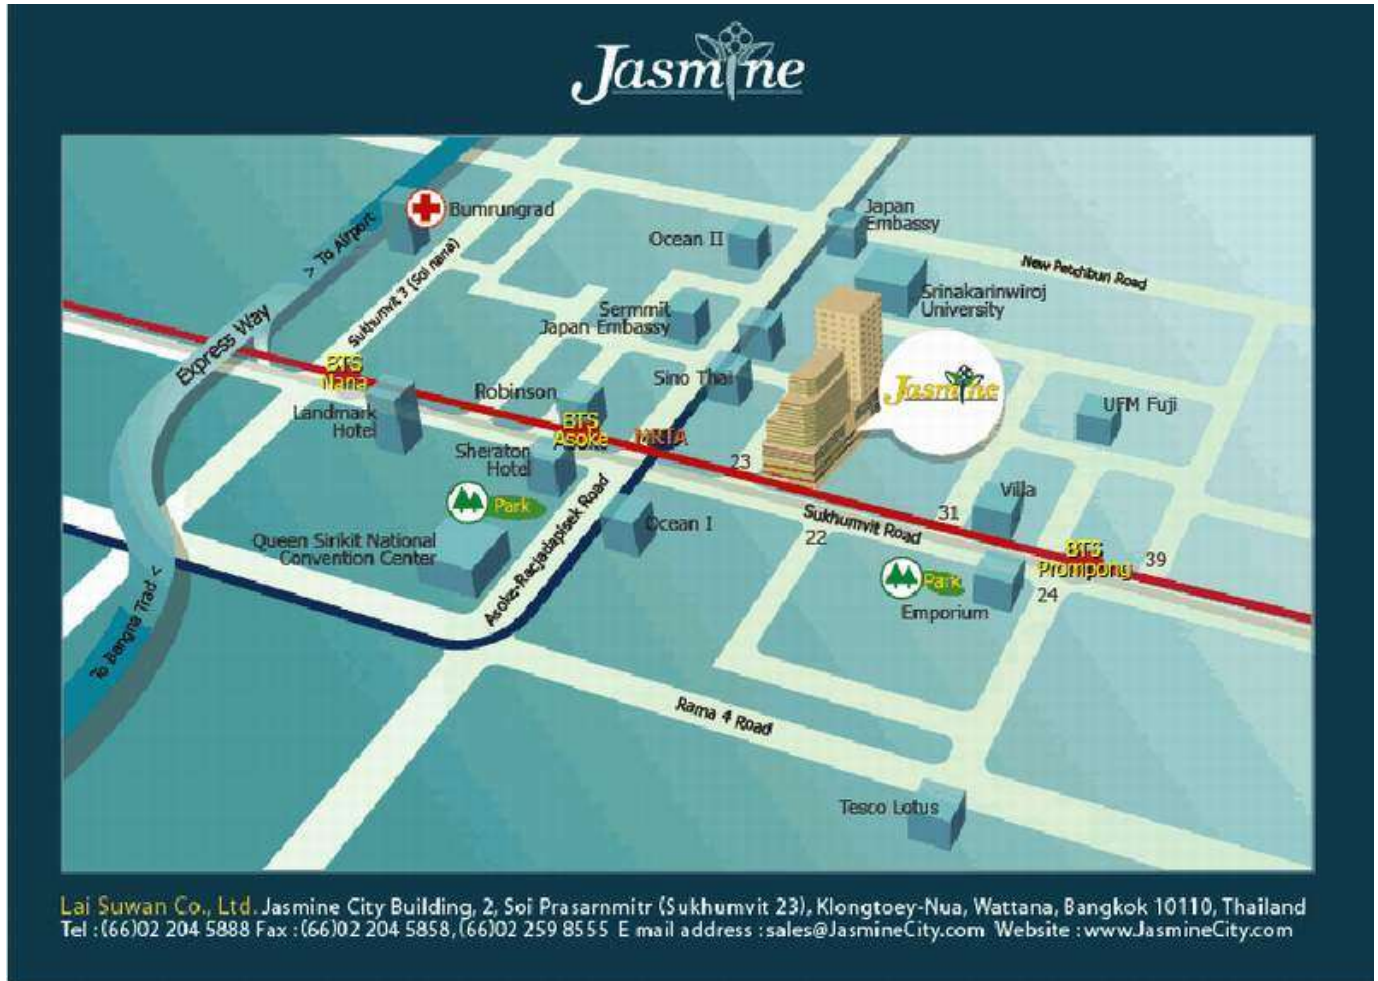 Jasmine
Bumrungrad
Japan
Embassy
Ocean II
> To Airport
Sukhumvit 3 (Soi nana)
New Petchburi Road
Srinakarinwiroj
University
Sermmit
Japan Embassy
Express Way
BTS
Nana
Sino Thai
Jasmine
Robinson
Landmark
Hotel
UFM Fuji
BTS
Asoke
MRTA
Sheraton
Hotel
23
Villa
Park
31
Sukhumvit Road
22
Ocean I
Queen Sirikit National
Convention Center
Asoke-Racjadapisek Road
BTS
Prompong
39
Park
24
Emporium
To Bangna Trad <
Rama 4 Road
Tesco Lotus
Lai Suwan Co., Ltd. Jasmine City Building, 2, Soi Prasarnmitr (Sukhumvit 23), Klongtoey-Nua, Wattana, Bangkok 10110, Thailand
Tel :(66)02 204 5888 Fax :(66)02 204 5858,(66)02 259 8555 E mail address :sales@JasmineCity.com Website :www.JasmineCity.com